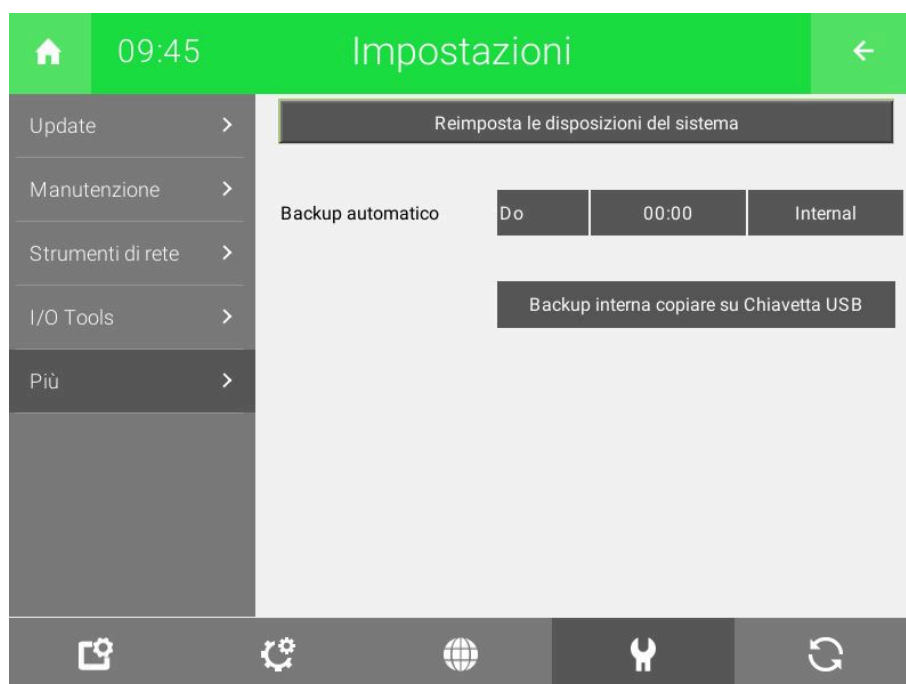 09:45
Impostazioni
Update
Manutenzione
Strumenti di rete
I/O Tools
Più
Reimposta le disposizioni del sistema
Backup automatico
Do
00:00
Internal
Backup interna copiare su Chiavetta USB